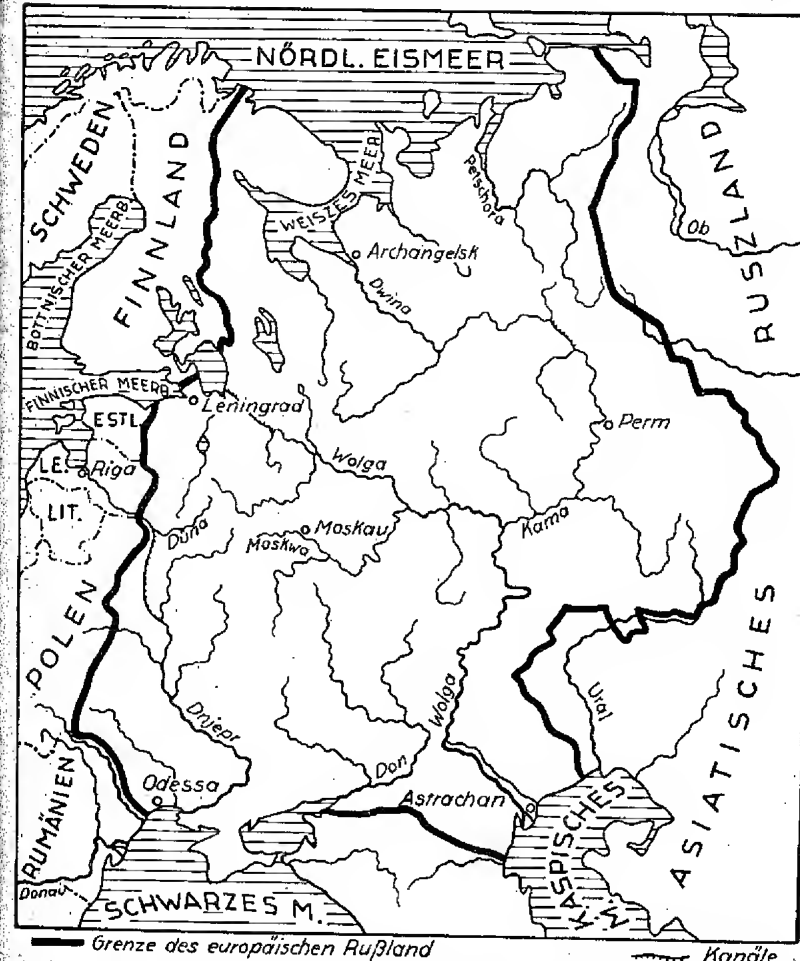 NÖRDL. EISMEER
SCHWEDEN
FINNLAND
BOTTNISCHER MEERB.
WEISZES MEER
Petschora
Ob
RUSZLAND
Archangelsk
Dwina
FINNISCHER MEERB.
Leningrad
ESTL.
Perm
LE.
Riga
Wolga
LIT.
Düna
Moskau
Moskwa
Kama
POLEN
Dnjepr
Wolga
Ural
ASIATISCHES
Don
Odessa
Astrachan
RUMÄNIEN
KASPISCHES M.
Donau
SCHWARZES M.
Grenze des europäischen Rußland
Kanäle